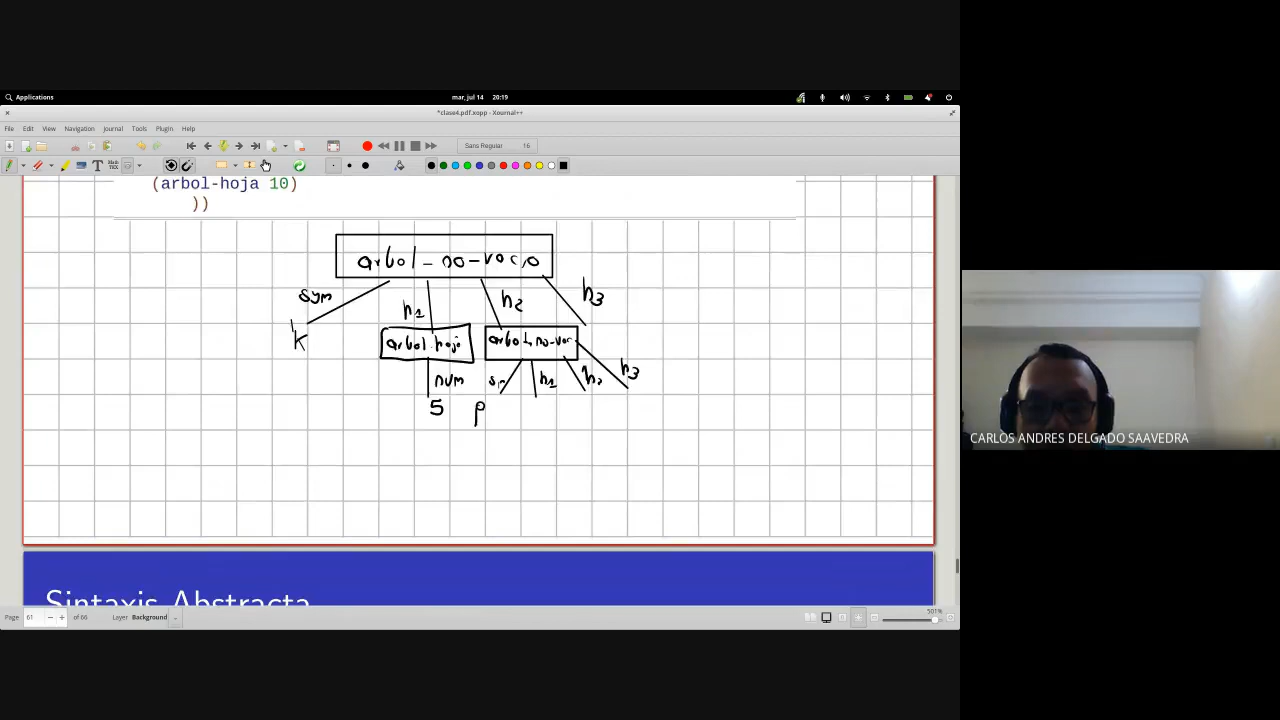 Applications
mar, jul 14 20:19
*clase4.pdf.xopp - Xournal++
File Edit View Navigation Journal Tools Plugin Help
Sans Regular 16
(arbol-hoja 10)
))
arbol-no-vacio
sym
h1
h2
h3
k
arbol-hoja
arbol-no-vac
num
h1
h2
h3
5
p
Sintaxis Abstracta
Page 61 of 66 Layer Background
501%
CARLOS ANDRES DELGADO SAAVEDRA